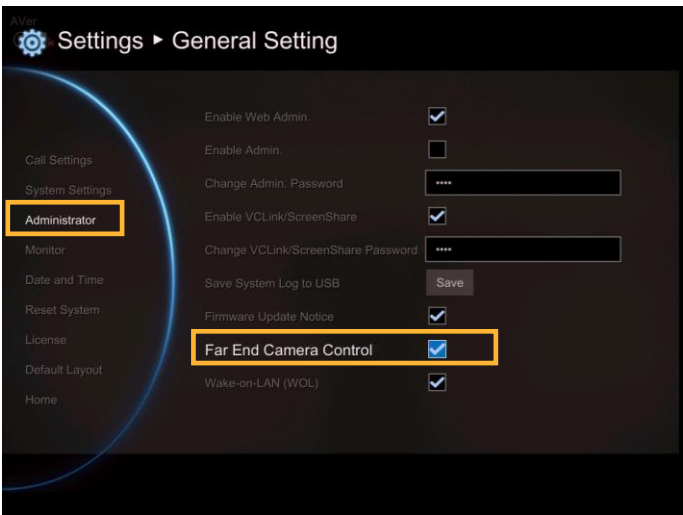 AVer
Settings ► General Setting
Enable Web Admin.
Enable Admin.
Call Settings
Change Admin. Password ••••
System Settings
Enable VCLink/ScreenShare
Administrator
Change VCLink/ScreenShare Password ••••
Monitor
Save System Log to USB Save
Date and Time
Firmware Update Notice
Reset System
Far End Camera Control
License
Wake-on-LAN (WOL)
Default Layout
Home